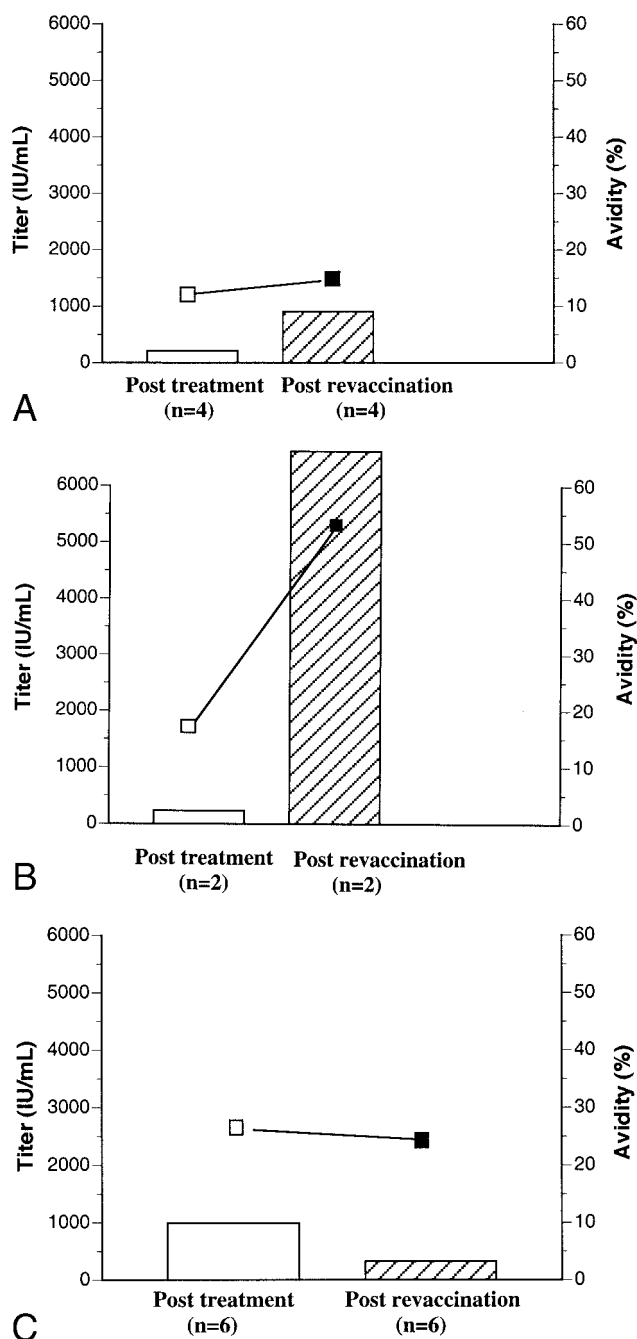 6000
5000
4000
3000
2000
1000
0
Titer (IU/mL)
60
50
40
30
20
10
0
Avidity (%)
Post treatment Post revaccination
(n=4) (n=4)
A
6000
5000
4000
3000
2000
1000
0
Titer (IU/mL)
60
50
40
30
20
10
0
Avidity (%)
Post treatment Post revaccination
(n=2) (n=2)
B
6000
5000
4000
3000
2000
1000
0
Titer (IU/mL)
60
50
40
30
20
10
0
Avidity (%)
Post treatment Post revaccination
(n=6) (n=6)
C